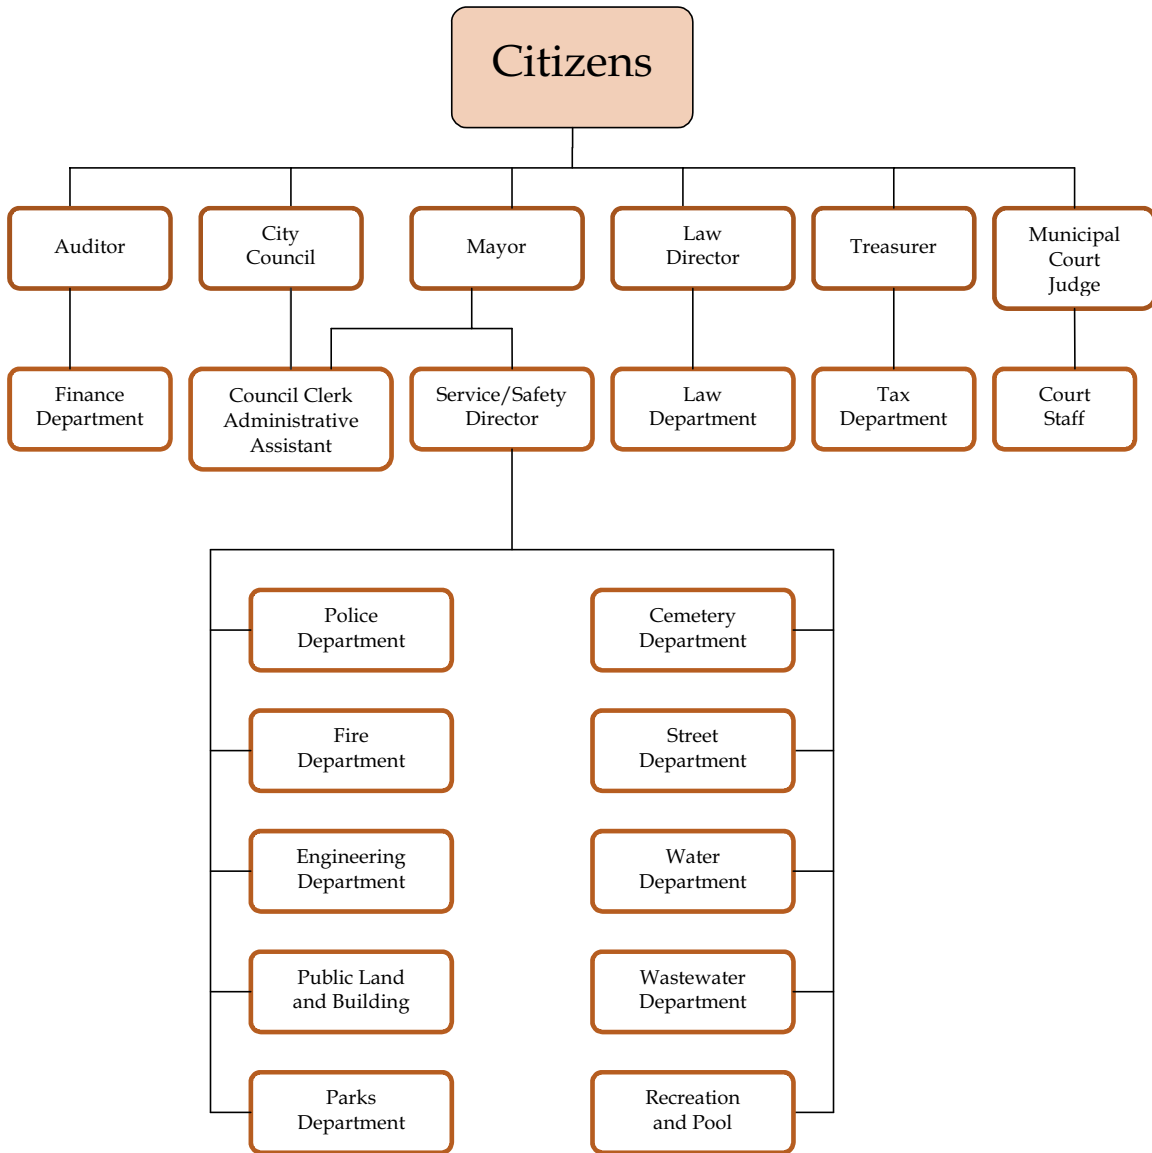 Citizens
Auditor
City
Council
Mayor
Law
Director
Treasurer
Municipal
Court
Judge
Finance
Department
Council Clerk
Administrative
Assistant
Service/Safety
Director
Law
Department
Tax
Department
Court
Staff
Police
Department
Cemetery
Department
Fire
Department
Street
Department
Engineering
Department
Water
Department
Public Land
and Building
Wastewater
Department
Parks
Department
Recreation
and Pool